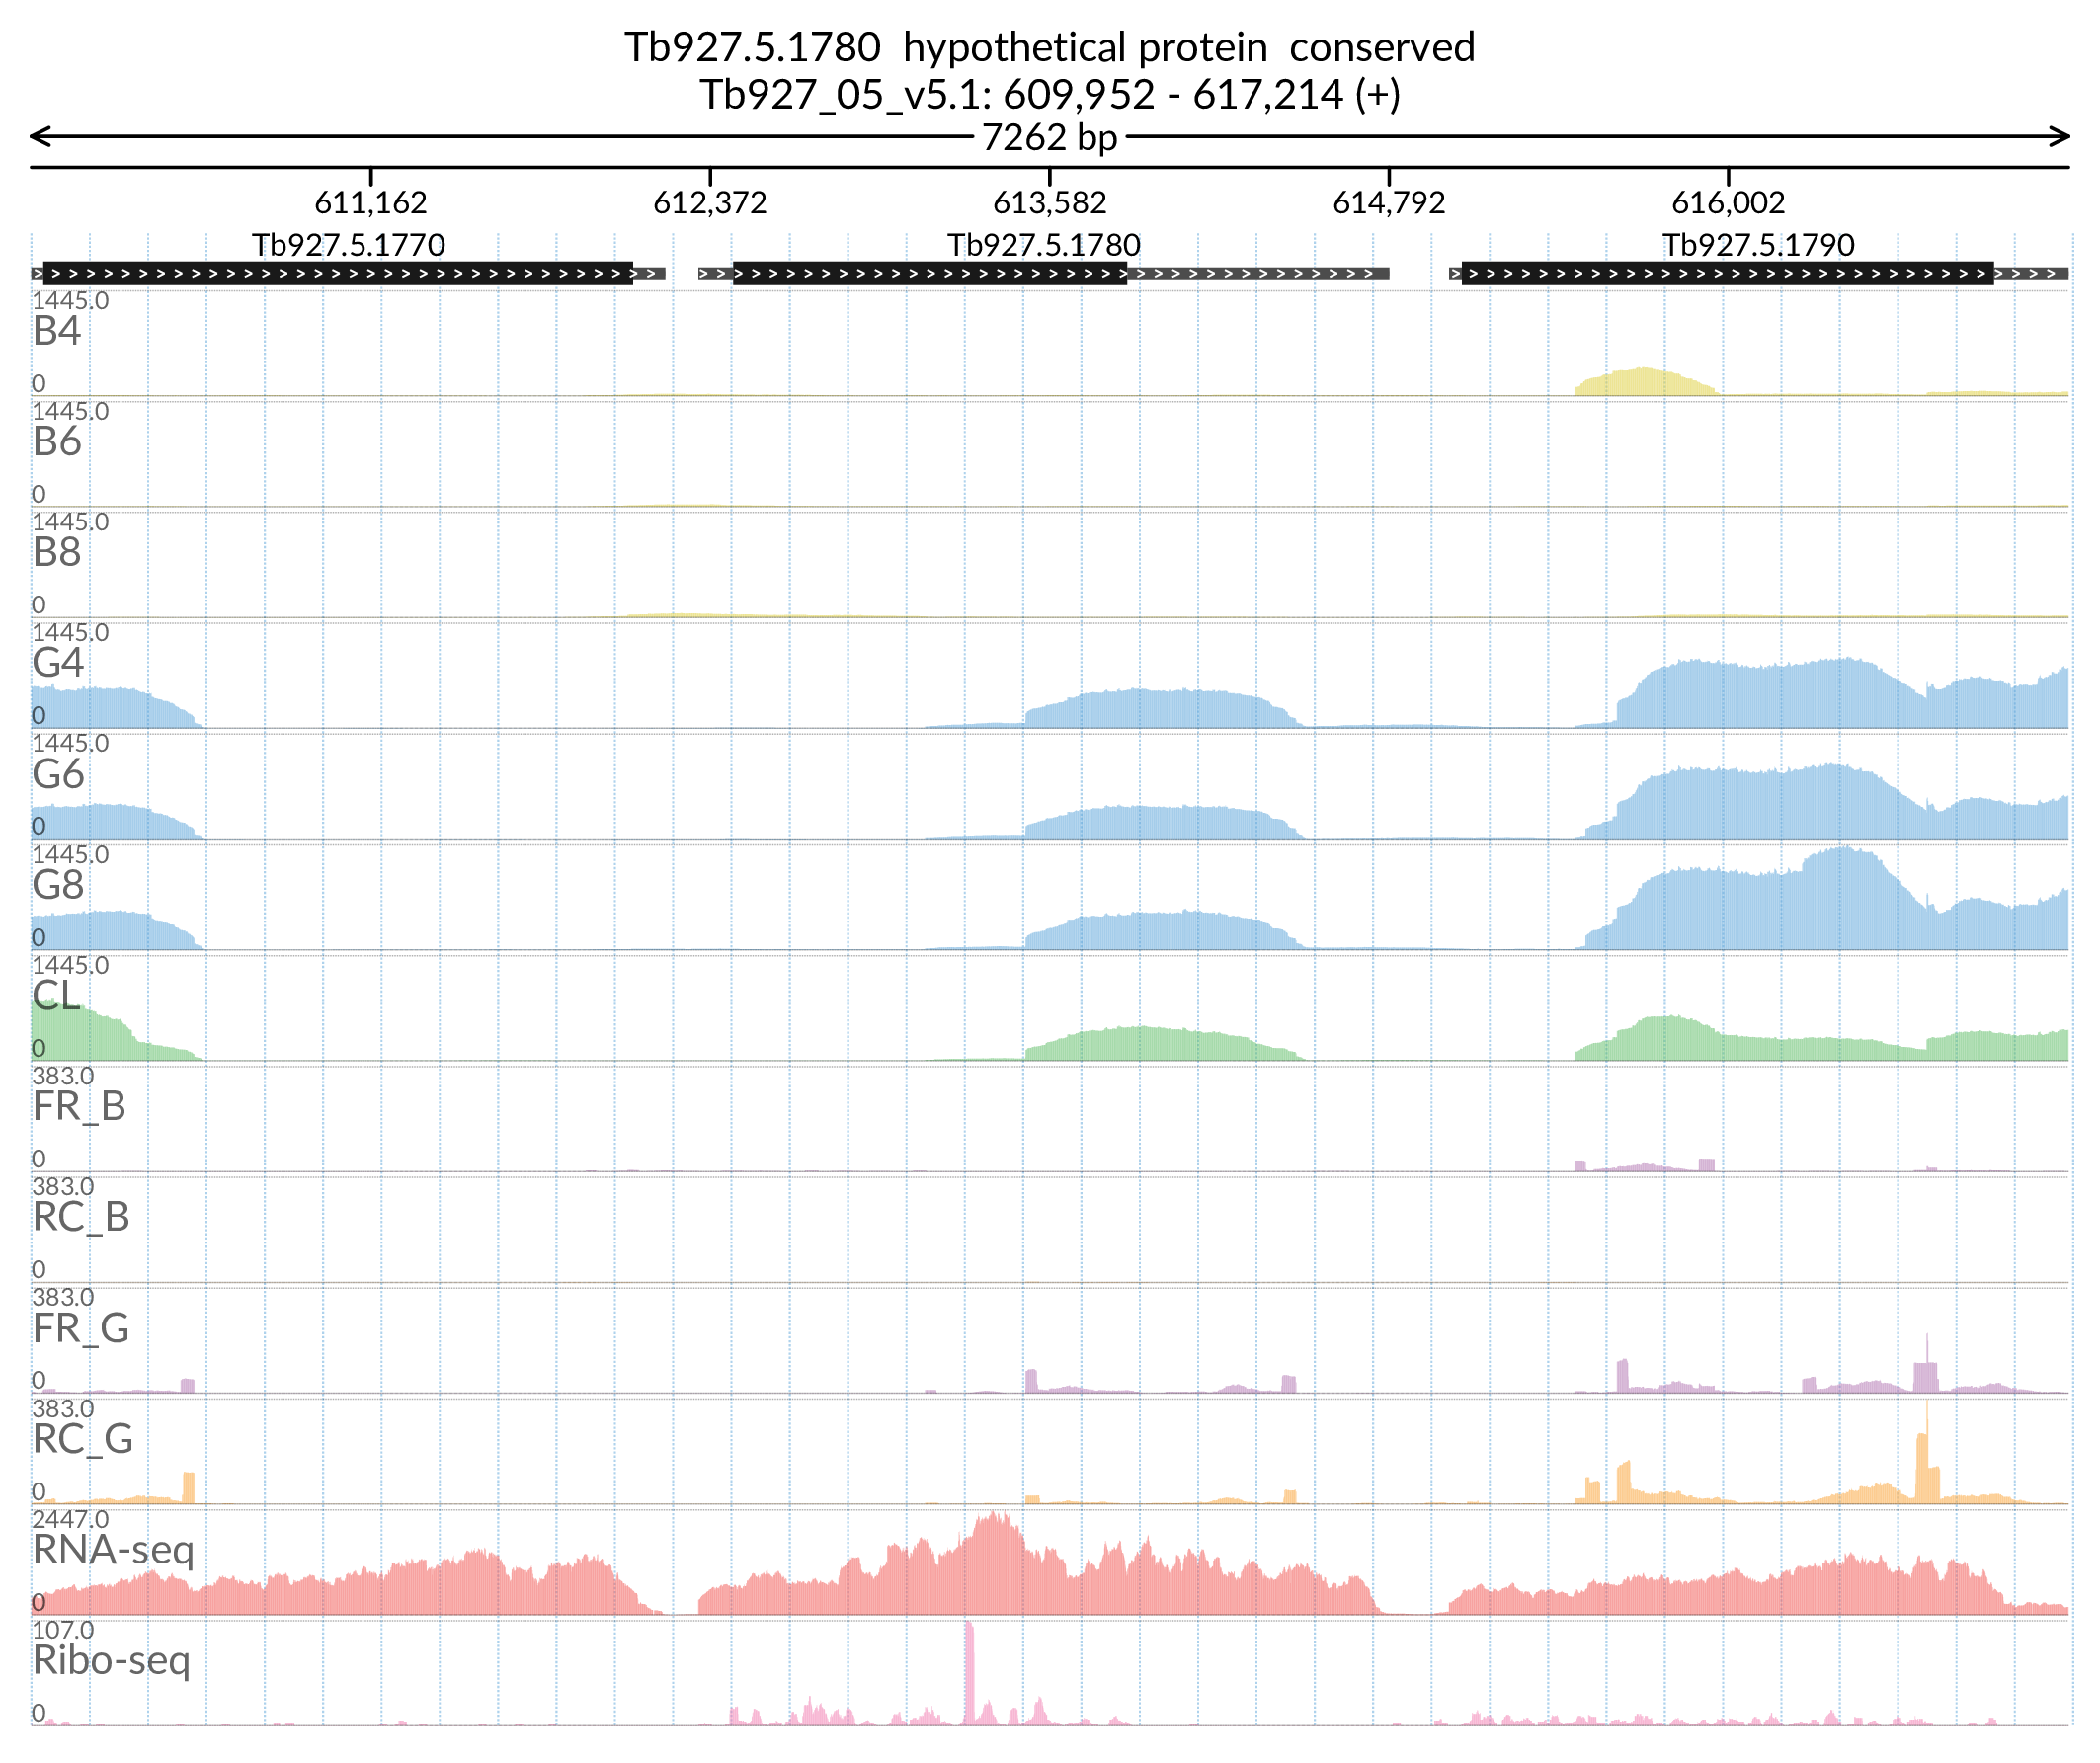 Tb927.5.1780 hypothetical protein conserved
Tb927_05_v5.1: 609,952 - 617,214 (+)
7262 bp
611,162 612,372 613,582 614,792 616,002
Tb927.5.1770 Tb927.5.1780 Tb927.5.1790
1445.0
B4
0
1445.0
B6
0
1445.0
B8
0
1445.0
G4
0
1445.0
G6
0
1445.0
G8
0
1445.0
CL
0
383.0
FR_B
0
383.0
RC_B
0
383.0
FR_G
0
383.0
RC_G
0
2447.0
RNA-seq
0
107.0
Ribo-seq
0